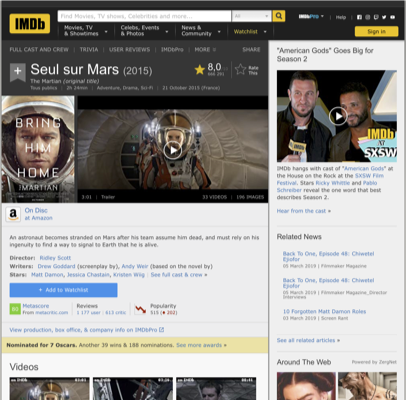 IMDb
Find Movies, TV shows, Celebrities and more...
All
IMDbPro
Help
Movies, TV & Showtimes
Celebs, Events & Photos
News & Community
Watchlist
Sign in
FULL CAST AND CREW | TRIVIA | USER REVIEWS | IMDbPro | MORE
SHARE
Seul sur Mars (2015)
The Martian (original title)
Tous publics | 2h 24min | Adventure, Drama, Sci-Fi | 21 October 2015 (France)
8,0
Rate This
BRING
HIM
HOME
MARTIAN
3:01 | Trailer
33 VIDEOS | 196 IMAGES
On Disc
at Amazon
An astronaut becomes stranded on Mars after his team assume him dead, and must rely on his
ingenuity to find a way to signal to Earth that he is alive.
Director: Ridley Scott
Writers: Drew Goddard (screenplay by), Andy Weir (based on the novel by)
Stars: Matt Damon, Jessica Chastain, Kristen Wiig | See full cast & crew »
+ Add to Watchlist
80
Metascore
From metacritic.com
Reviews
1 177 user | 613 critic
Popularity
515
View production, box office, & company info on IMDbPro
Nominated for 7 Oscars. Another 39 wins & 188 nominations. See more awards »
Videos
"American Gods" Goes Big for
Season 2
IMDb
AT
SXSW
IMDb hangs with cast of "American Gods" at
the House on the Rock at the SXSW Film
Festival. Stars Ricky Whittle and Pablo
Schreiber reveal the one word that best
describes Season 2.
Hear from the cast »
Related News
Back To One, Episode 48: Chiwetel
Ejiofor
05 March 2019 | Filmmaker Magazine
Back To One, Episode 48: Chiwetel
Ejiofor
05 March 2019 | Filmmaker Magazine_Director
Interviews
10 Forgotten Matt Damon Roles
03 March 2019 | Screen Rant
See all related articles »
Around The Web
Powered by ZergNet